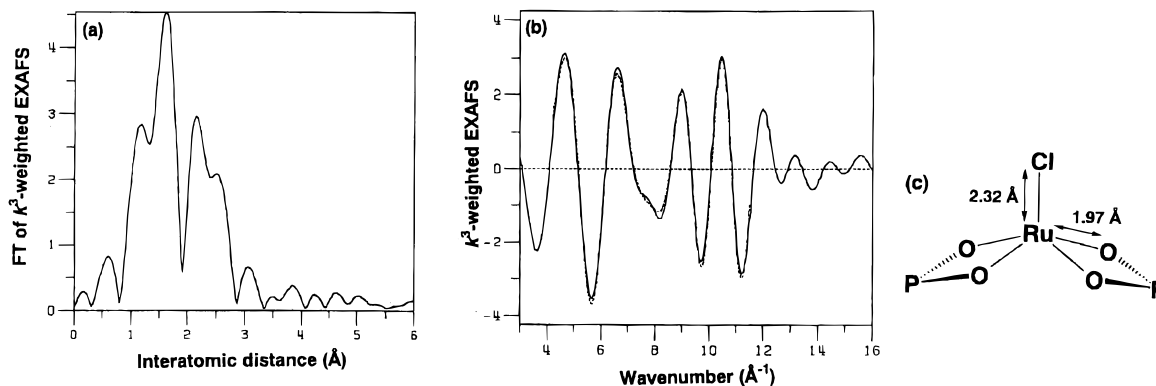 (a)
FT of k³-weighted EXAFS
4
3
2
1
0
0 1 2 3 4 5 6
Interatomic distance (Å)
(b)
k³-weighted EXAFS
4
2
0
-2
-4
4 6 8 10 12 14 16
Wavenumber (Å⁻¹)
(c)
Cl
2.32 Å
1.97 Å
Ru
O O
P O O P